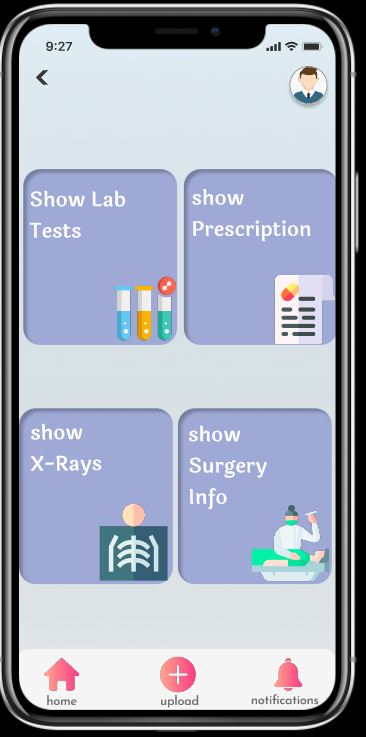 9:27
Show Lab
Tests
show
Prescription
show
X-Rays
show
Surgery
Info
home
upload
notifications